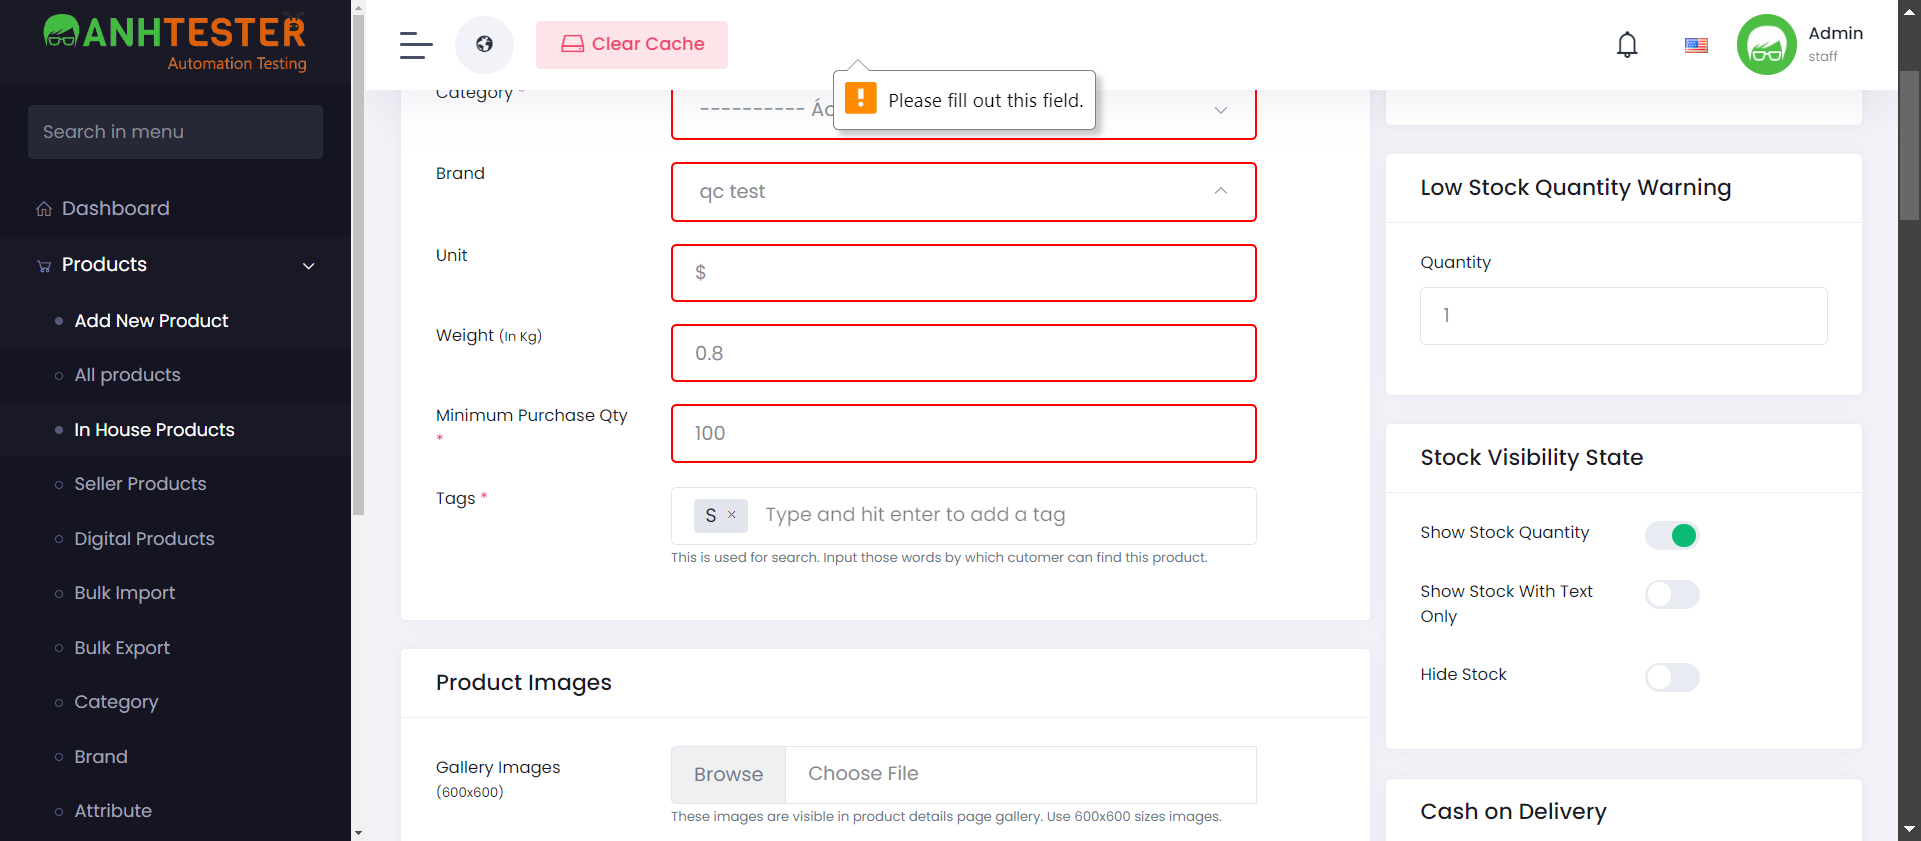 ANHTESTER
Automation Testing
Search in menu
Dashboard
Products
Add New Product
All products
In House Products
Seller Products
Digital Products
Bulk Import
Bulk Export
Category
Brand
Attribute
Clear Cache
Admin
staff
Please fill out this field.
Category *
----------
Brand
qc test
Unit
$
Weight (In Kg)
0.8
Minimum Purchase Qty
*
100
Tags *
S × Type and hit enter to add a tag
This is used for search. Input those words by which cutomer can find this product.
Product Images
Gallery Images
(600x600)
Browse Choose File
These images are visible in product details page gallery. Use 600x600 sizes images.
Low Stock Quantity Warning
Quantity
1
Stock Visibility State
Show Stock Quantity
Show Stock With Text
Only
Hide Stock
Cash on Delivery